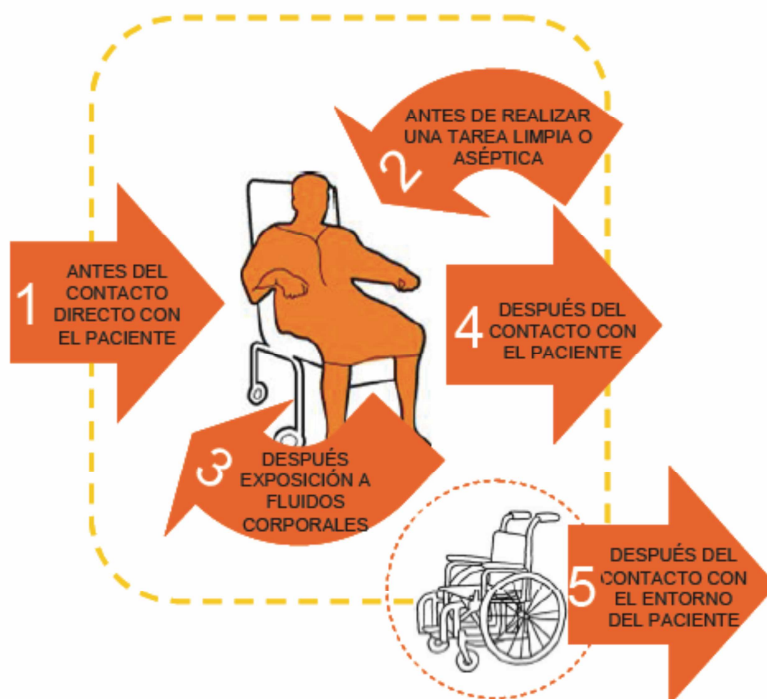 1
ANTES DEL
CONTACTO
DIRECTO CON
EL PACIENTE
2
ANTES DE REALIZAR
UNA TAREA LIMPIA O
ASÉPTICA
3
DESPUÉS
EXPOSICIÓN A
FLUIDOS
CORPORALES
4
DESPUÉS DEL
CONTACTO CON
EL PACIENTE
5
DESPUÉS DEL
CONTACTO CON
EL ENTORNO
DEL PACIENTE